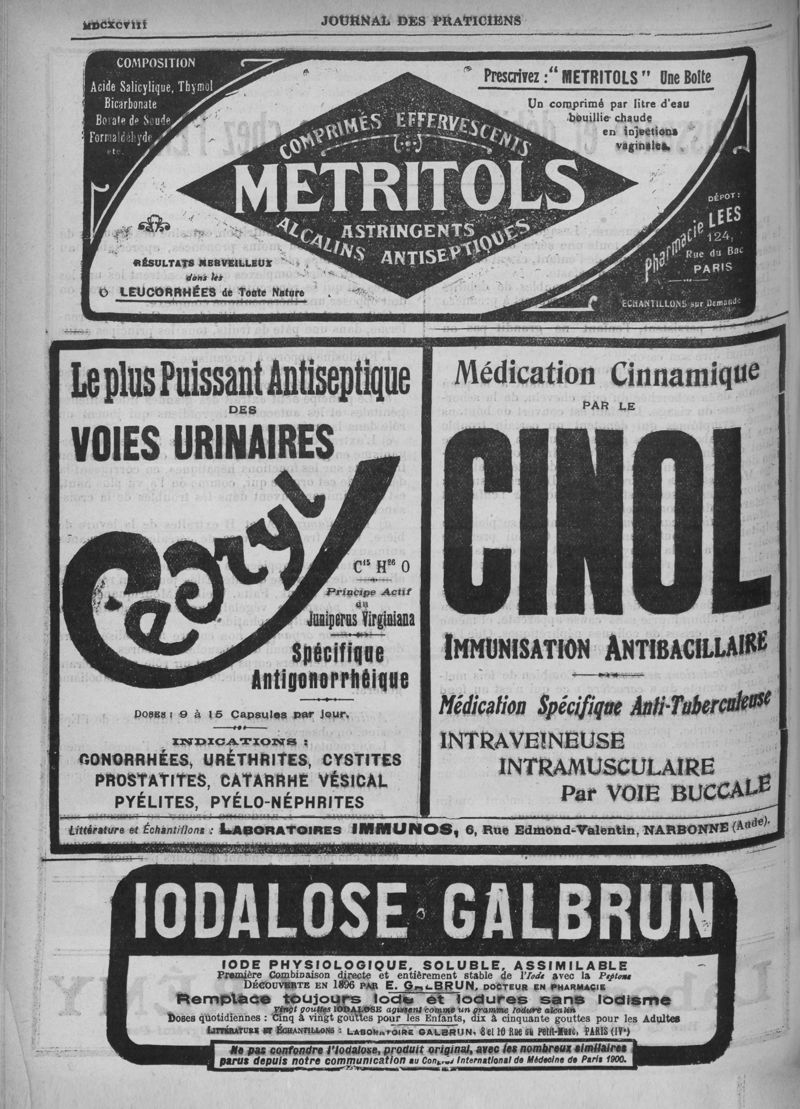 MDCXCVIII
JOURNAL DES PRATICIENS
COMPOSITION
Acide Salicylique, Thymol
Bicarbonate
Borate de Soude
Formaldéhyde
etc.
Prescrivez : "METRITOLS" Une Boîte
Un comprimé par litre d'eau
bouillie chaude
en injections
vaginales.
COMPRIMÉS EFFERVESCENTS
METRITOLS
ASTRINGENTS
ALCALINS ANTISEPTIQUES
RÉSULTATS MERVEILLEUX
dans les
LEUCORRHÉES de Toute Nature
DÉPOT :
Pharmacie LEES
124,
Rue du Bac
PARIS
ECHANTILLONS sur Demande
Le plus Puissant Antiseptique
DES
VOIES URINAIRES
Cedryl
C15 H26 O
Principe Actif
du
Juniperus Virginiana
Spécifique
Antigonorrhéique
DOSES : 9 à 15 Capsules par jour.
INDICATIONS :
GONORRHÉES, URÉTHRITES, CYSTITES
PROSTATITES, CATARRHE VÉSICAL
PYÉLITES, PYÉLO-NÉPHRITES
Médication Cinnamique
PAR LE
CINOL
IMMUNISATION ANTIBACILLAIRE
Médication Spécifique Anti-Tuberculeuse
INTRAVEINEUSE
INTRAMUSCULAIRE
Par VOIE BUCCALE
Littérature et Échantillons : LABORATOIRES IMMUNOS, 6, Rue Edmond-Valentin, NARBONNE (Aude).
IODALOSE GALBRUN
IODE PHYSIOLOGIQUE, SOLUBLE, ASSIMILABLE
Première Combinaison directe et entièrement stable de l'Iode avec la Peptone
DÉCOUVERTE EN 1896 PAR E. GALBRUN, DOCTEUR EN PHARMACIE
Remplace toujours Iode et Iodures sans Iodisme
Vingt gouttes IODALOSE agissent comme un gramme Iodure alcalin
Doses quotidiennes : Cinq à vingt gouttes pour les Enfants, dix à cinquante gouttes pour les Adultes
LITTÉRATURE ET ÉCHANTILLONS : LABORATOIRE GALBRUN, 8 et 10 Rue du Petit-Musc, PARIS (IVe)
Ne pas confondre l'Iodalose, produit original, avec les nombreux similaires
parus depuis notre communication au Congrès International de Médecine de Paris 1900.